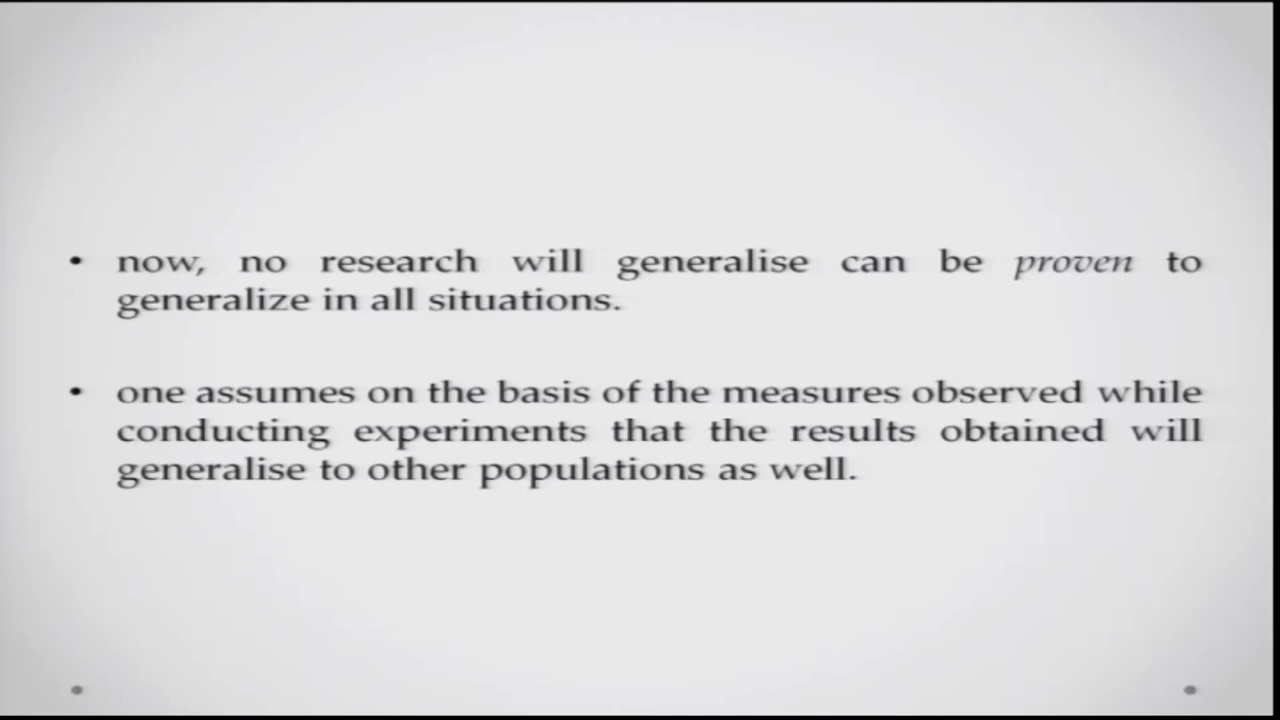 • now, no research will generalise can be proven to
generalize in all situations.
• one assumes on the basis of the measures observed while
conducting experiments that the results obtained will
generalise to other populations as well.